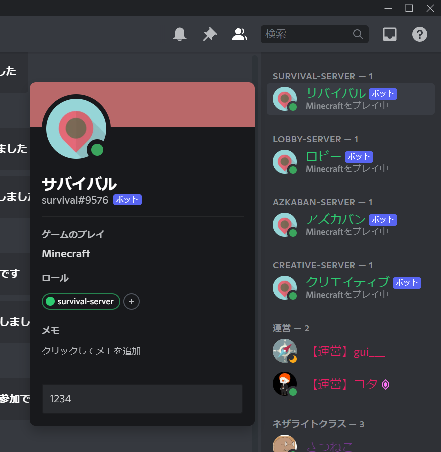 検索
した
ました
しました
です
しまし
参加で
サバイバル
survival#9576 ボット
ゲームのプレイ
Minecraft
ロール
survival-server
メモ
クリックしてメモを追加
1234
SURVIVAL-SERVER — 1
リバイバル ボット
Minecraftをプレイ中
LOBBY-SERVER — 1
ロビー ボット
Minecraftをプレイ中
AZKABAN-SERVER — 1
アズカバン ボット
Minecraftをプレイ中
CREATIVE-SERVER — 1
クリエイティブ ボット
Minecraftをプレイ中
運営 — 2
【運営】gui___
【運営】コタ
ネザライトクラス — 3